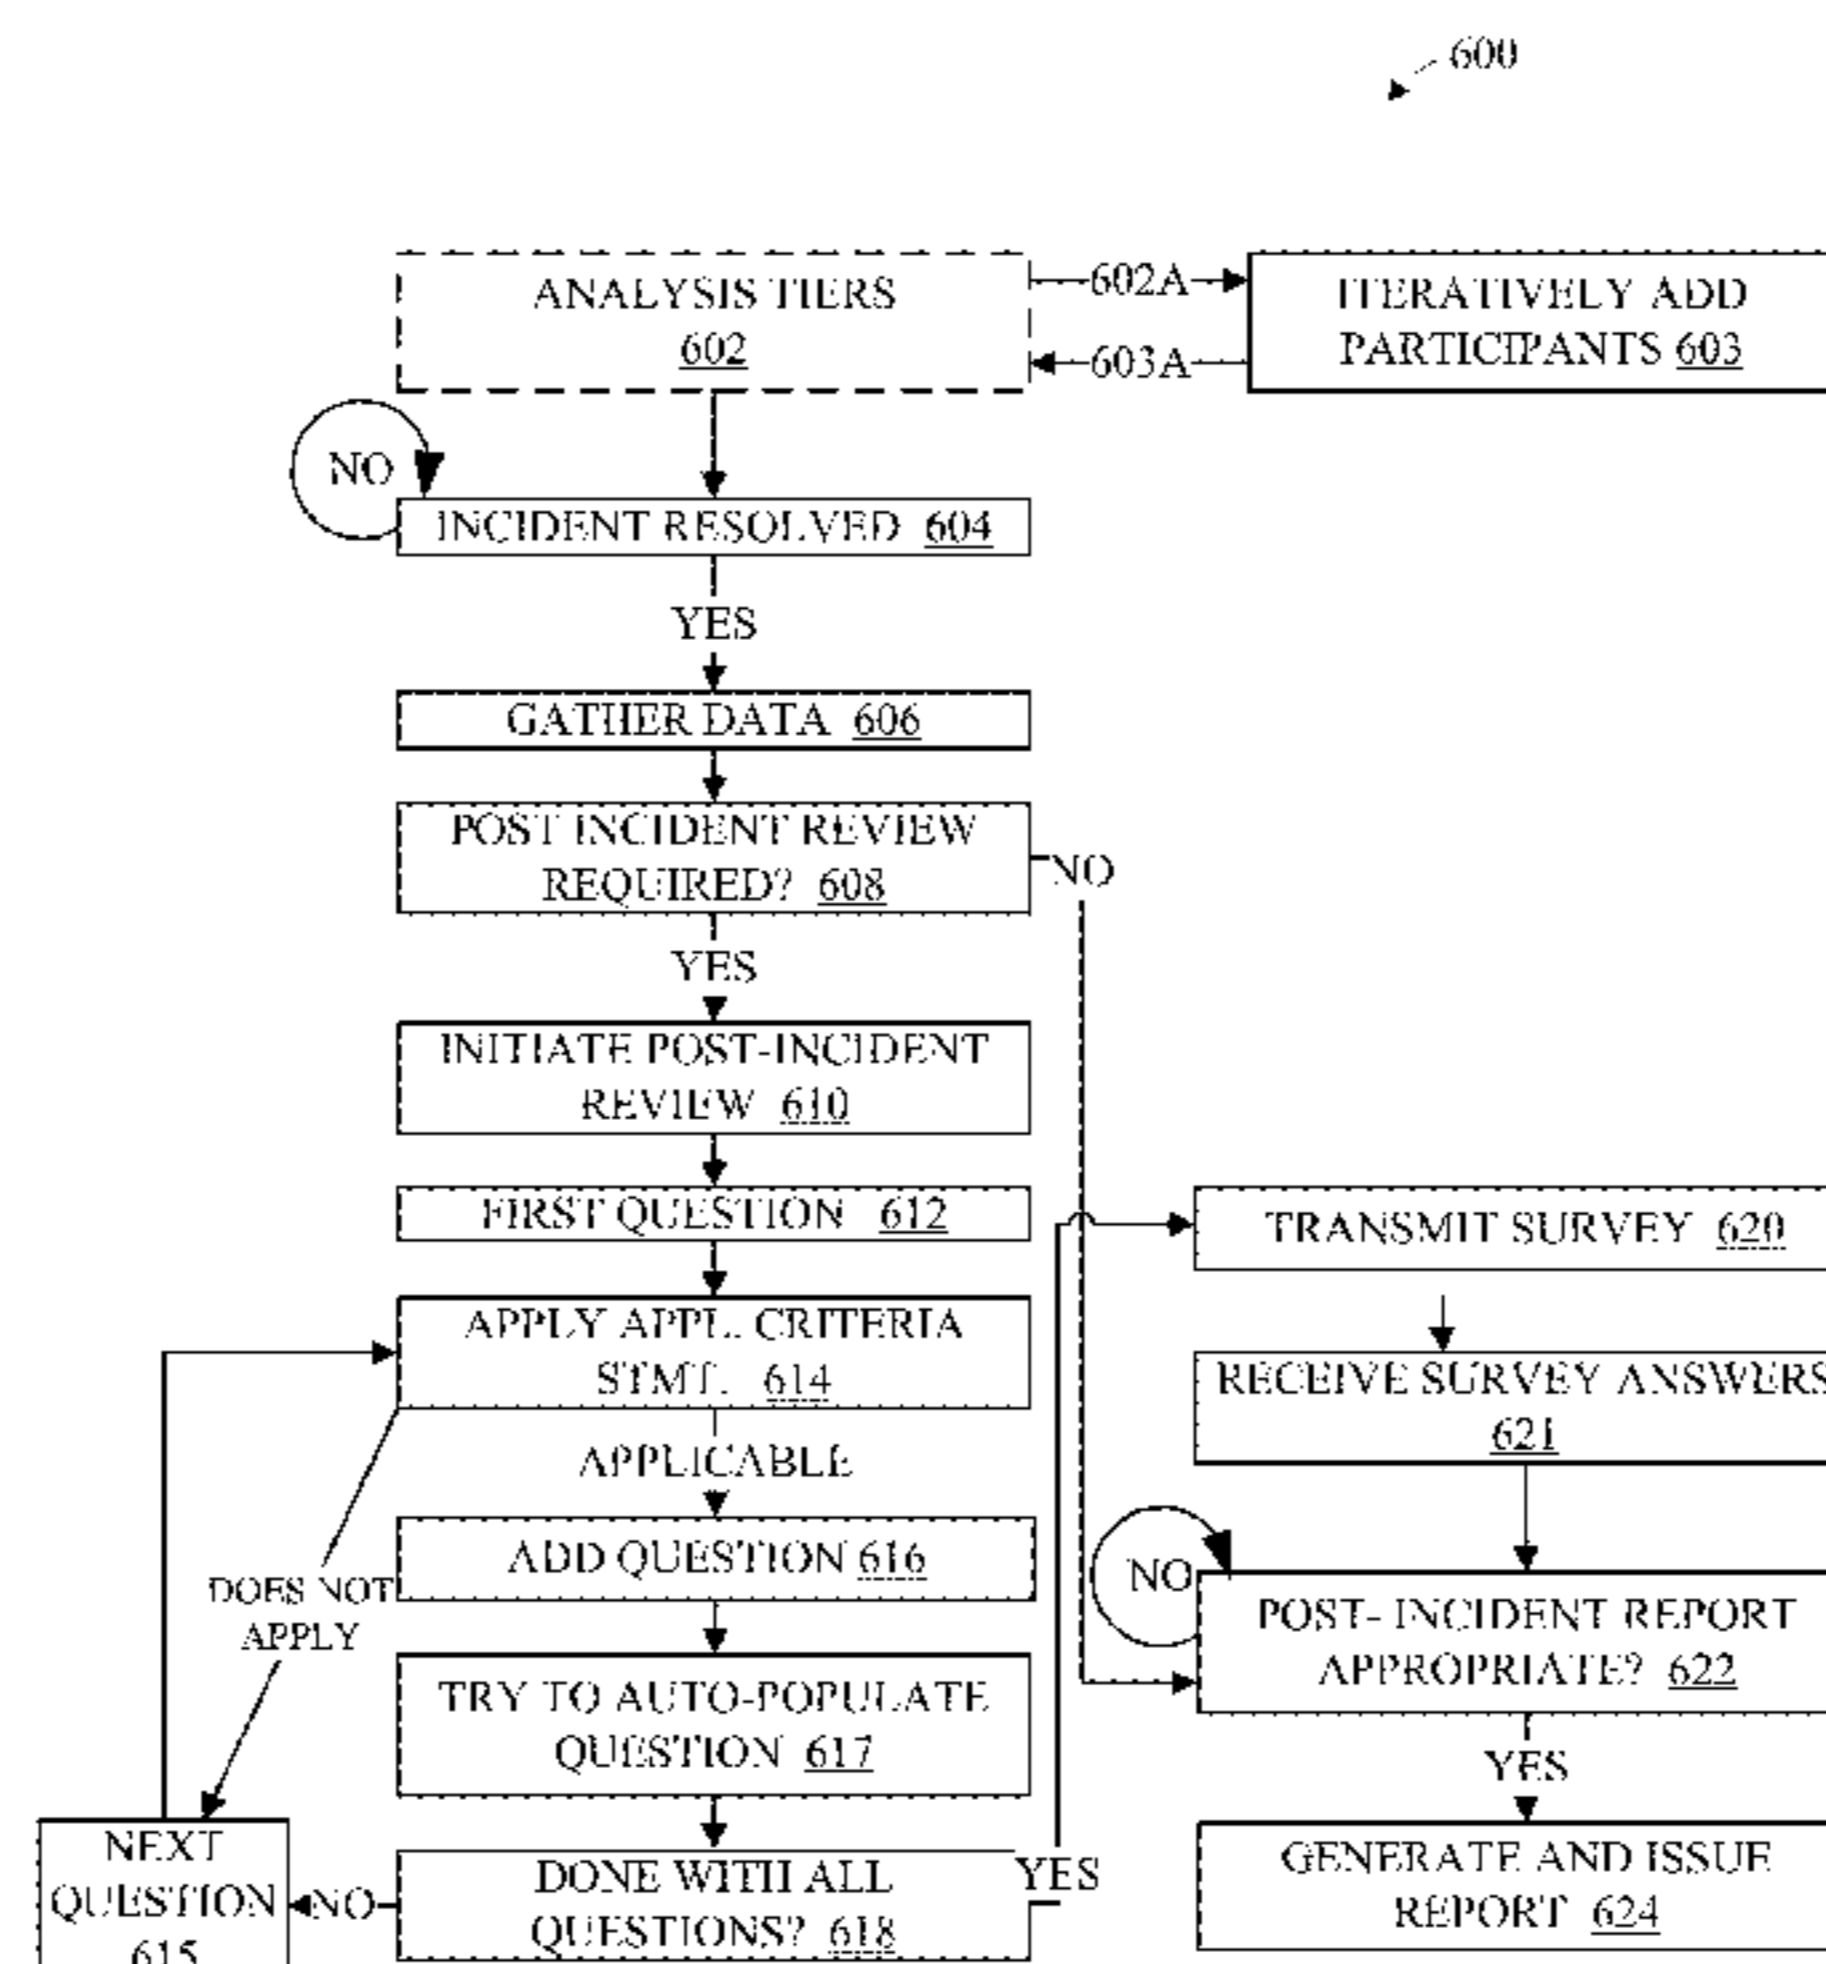 600
ANALYSIS TIERS
602
602A
603A
ITERATIVELY ADD
PARTICIPANTS 603
NO
INCIDENT RESOLVED 604
YES
GATHER DATA 606
POST INCIDENT REVIEW
REQUIRED? 608
NO
YES
INITIATE POST-INCIDENT
REVIEW 610
FIRST QUESTION 612
APPLY APPL. CRITERIA
STMT. 614
APPLICABLE
DOES NOT
APPLY
ADD QUESTION 616
TRY TO AUTO-POPULATE
QUESTION 617
DONE WITH ALL
QUESTIONS? 618
NO
NEXT
QUESTION
615
YES
TRANSMIT SURVEY 620
RECEIVE SURVEY ANSWERS
621
NO
POST- INCIDENT REPORT
APPROPRIATE? 622
YES
GENERATE AND ISSUE
REPORT 624